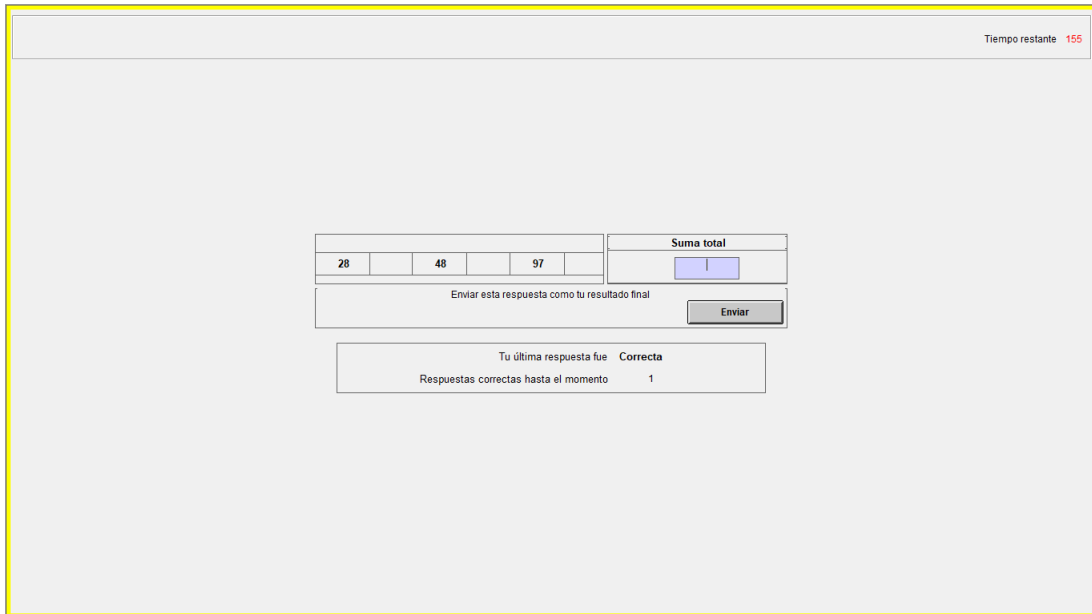 Tiempo restante 155
Suma total
28 48 97
Enviar esta respuesta como tu resultado final
Enviar
Tu última respuesta fue Correcta
Respuestas correctas hasta el momento 1